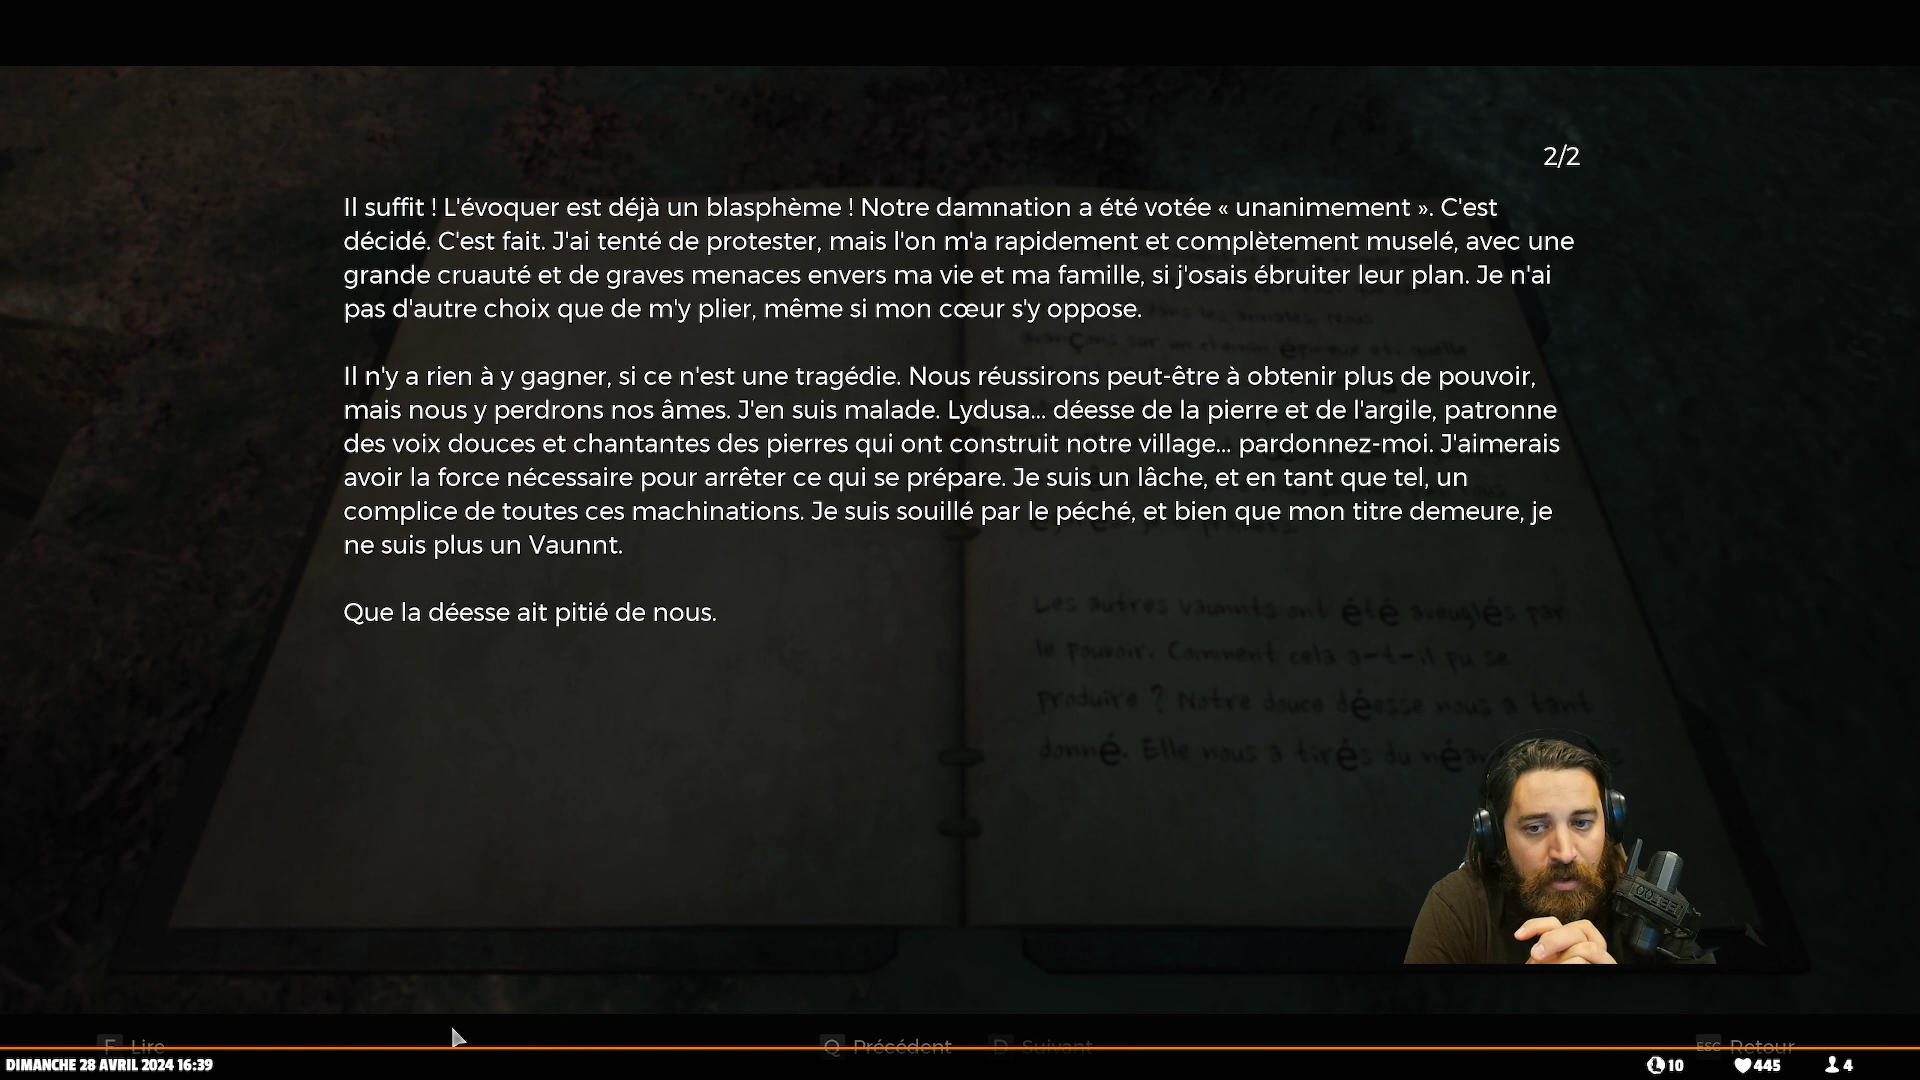 2/2
Il suffit ! L'évoquer est déjà un blasphème ! Notre damnation a été votée « unanimement ». C'est
décidé. C'est fait. J'ai tenté de protester, mais l'on m'a rapidement et complètement muselé, avec une
grande cruauté et de graves menaces envers ma vie et ma famille, si j'osais ébruiter leur plan. Je n'ai
pas d'autre choix que de m'y plier, même si mon cœur s'y oppose.
Il n'y a rien à y gagner, si ce n'est une tragédie. Nous réussirons peut-être à obtenir plus de pouvoir,
mais nous y perdrons nos âmes. J'en suis malade. Lydusa... déesse de la pierre et de l'argile, patronne
des voix douces et chantantes des pierres qui ont construit notre village... pardonnez-moi. J'aimerais
avoir la force nécessaire pour arrêter ce qui se prépare. Je suis un lâche, et en tant que tel, un
complice de toutes ces machinations. Je suis souillé par le péché, et bien que mon titre demeure, je
ne suis plus un Vaunnt.
Que la déesse ait pitié de nous.
Les autres vaunnts ont été aveuglés par
le pouvoir. Comment cela a-t-il pu se
produire ? Notre douce déesse nous a tant
donné. Elle nous a tirés du
F Lire
Q Précédent
D Suivant
ESC Retour
DIMANCHE 28 AVRIL 2024 16:39
10
445
4